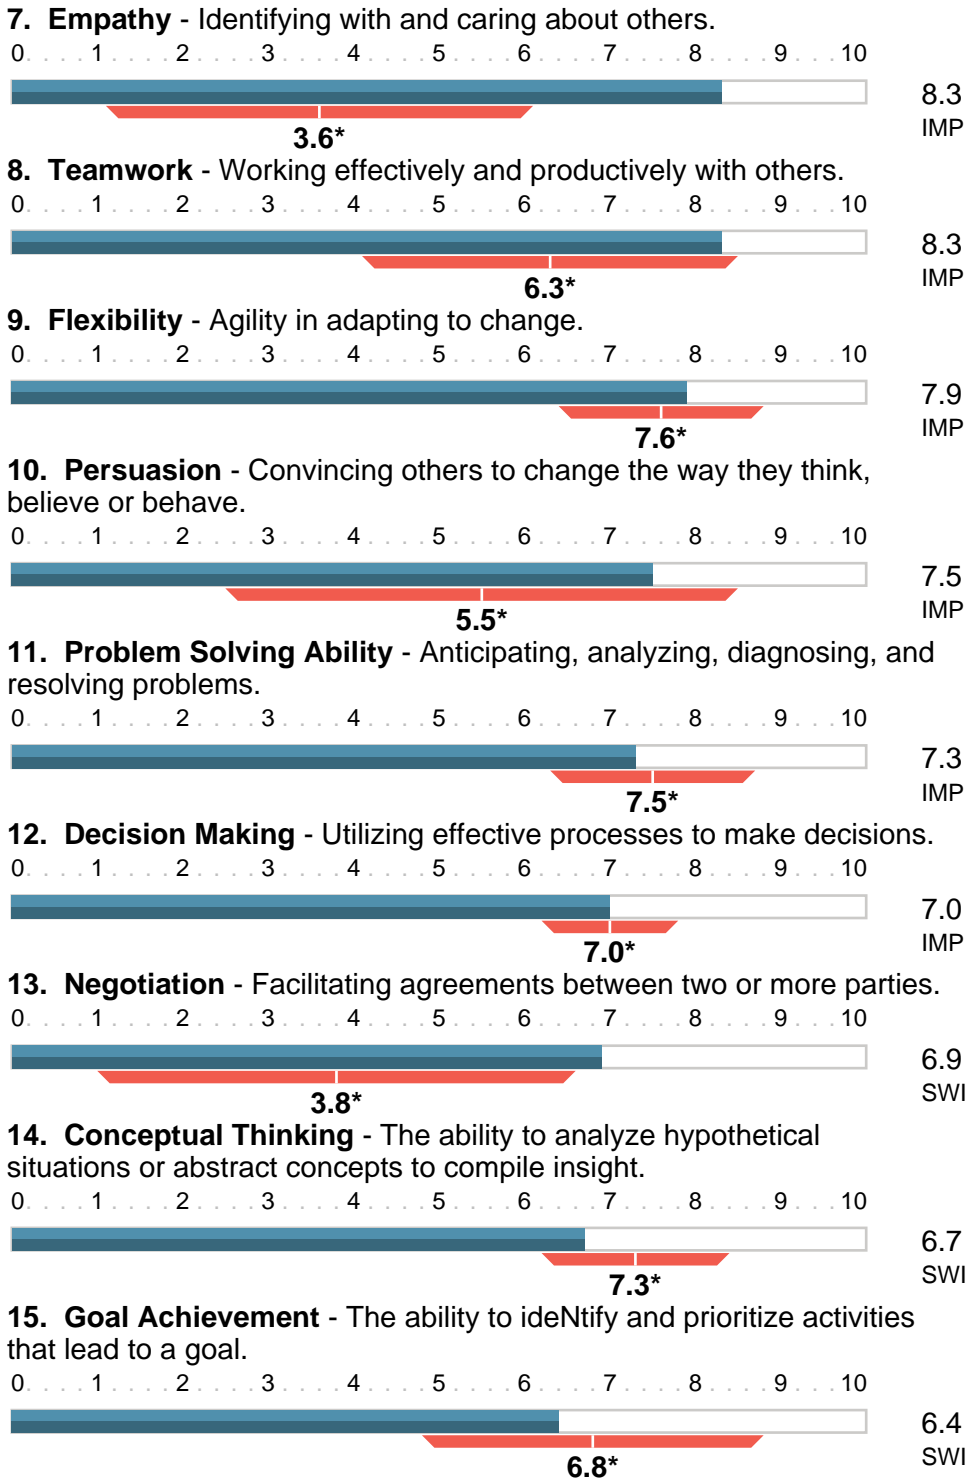 7. Empathy - Identifying with and caring about others.
0. . . . 1 . . . . 2 . . . . 3 . . . . 4 . . . . 5 . . . . 6 . . . . 7 . . . . 8 . . . . 9 . . . 10
8.3
IMP
3.6*
8. Teamwork - Working effectively and productively with others.
0. . . . 1 . . . . 2 . . . . 3 . . . . 4 . . . . 5 . . . . 6 . . . . 7 . . . . 8 . . . . 9 . . . 10
8.3
IMP
6.3*
9. Flexibility - Agility in adapting to change.
0. . . . 1 . . . . 2 . . . . 3 . . . . 4 . . . . 5 . . . . 6 . . . . 7 . . . . 8 . . . . 9 . . . 10
7.9
IMP
7.6*
10. Persuasion - Convincing others to change the way they think,
believe or behave.
0. . . . 1 . . . . 2 . . . . 3 . . . . 4 . . . . 5 . . . . 6 . . . . 7 . . . . 8 . . . . 9 . . . 10
7.5
IMP
5.5*
11. Problem Solving Ability - Anticipating, analyzing, diagnosing, and
resolving problems.
0. . . . 1 . . . . 2 . . . . 3 . . . . 4 . . . . 5 . . . . 6 . . . . 7 . . . . 8 . . . . 9 . . . 10
7.3
IMP
7.5*
12. Decision Making - Utilizing effective processes to make decisions.
0. . . . 1 . . . . 2 . . . . 3 . . . . 4 . . . . 5 . . . . 6 . . . . 7 . . . . 8 . . . . 9 . . . 10
7.0
IMP
7.0*
13. Negotiation - Facilitating agreements between two or more parties.
0. . . . 1 . . . . 2 . . . . 3 . . . . 4 . . . . 5 . . . . 6 . . . . 7 . . . . 8 . . . . 9 . . . 10
6.9
SWI
3.8*
14. Conceptual Thinking - The ability to analyze hypothetical
situations or abstract concepts to compile insight.
0. . . . 1 . . . . 2 . . . . 3 . . . . 4 . . . . 5 . . . . 6 . . . . 7 . . . . 8 . . . . 9 . . . 10
6.7
SWI
7.3*
15. Goal Achievement - The ability to ideNtify and prioritize activities
that lead to a goal.
0. . . . 1 . . . . 2 . . . . 3 . . . . 4 . . . . 5 . . . . 6 . . . . 7 . . . . 8 . . . . 9 . . . 10
6.4
SWI
6.8*